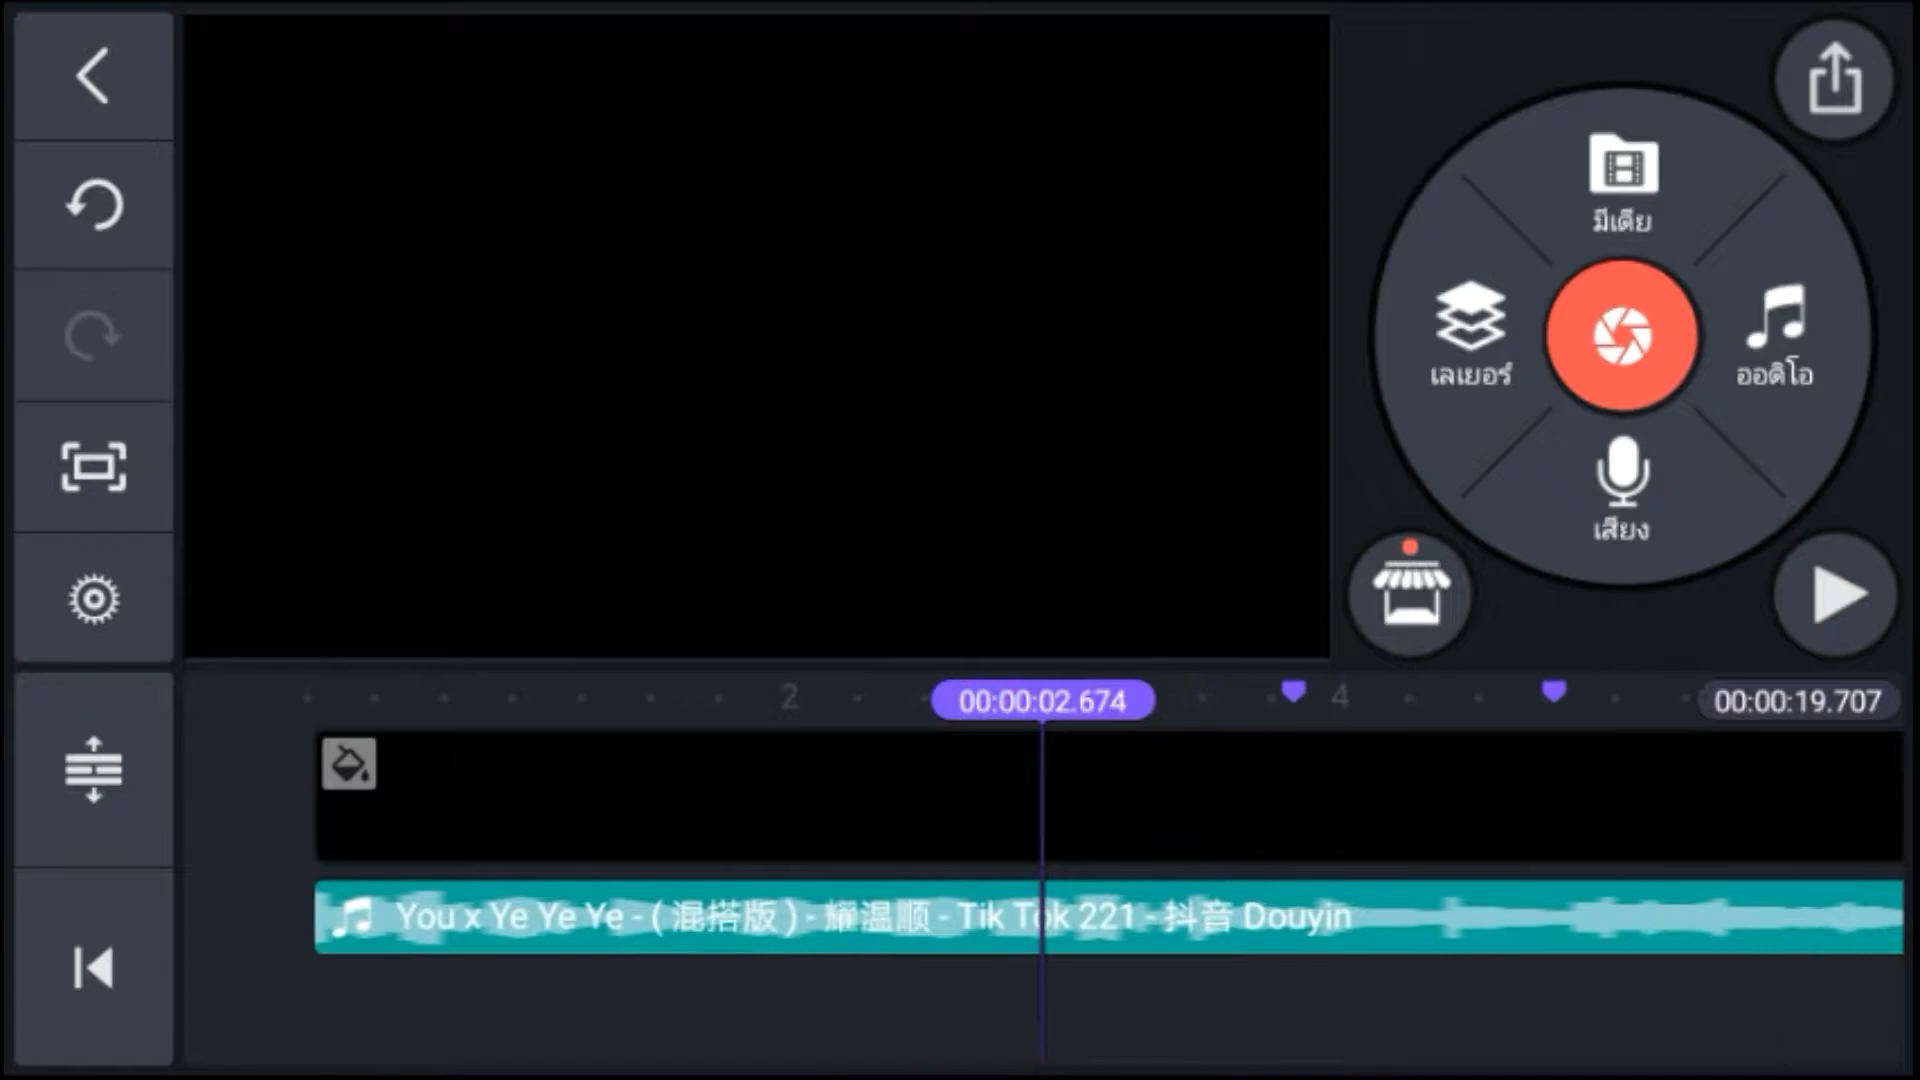 มีเดีย
เลเยอร์
ออดิโอ
เสียง
2
00:00:02.674
4
00:00:19.707
You x Ye Ye Ye - ( 混搭版 ) - 耀温顺 - Tik Tok 221 - 抖音 Douyin